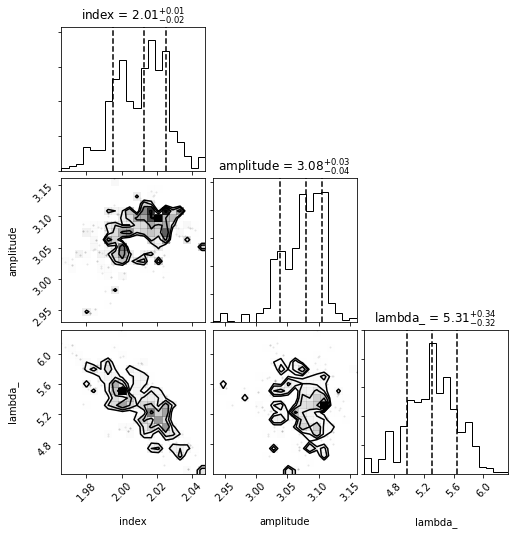 index = 2.01+0.01−0.02
amplitude = 3.08+0.03−0.04
lambda_ = 5.31+0.34−0.32
amplitude
3.15
3.10
3.05
3.00
2.95
lambda_
6.0
5.6
5.2
4.8
1.98
2.00
2.02
2.04
index
2.95
3.00
3.05
3.10
3.15
amplitude
4.8
5.2
5.6
6.0
lambda_